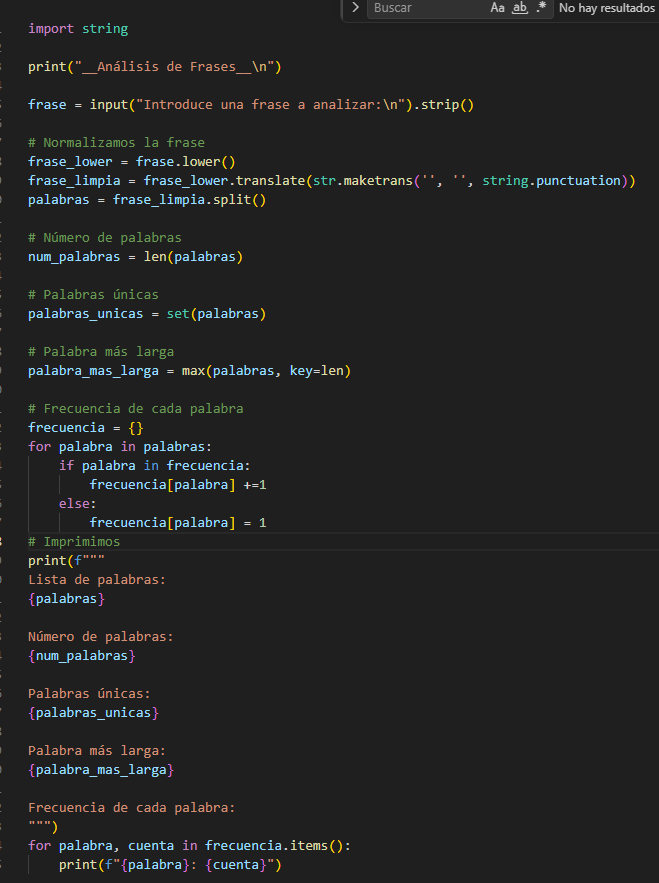 Buscar Aa ab .* No hay resultados
import string
print("__Análisis de Frases__\n")
frase = input("Introduce una frase a analizar:\n").strip()
# Normalizamos la frase
frase_lower = frase.lower()
frase_limpia = frase_lower.translate(str.maketrans('', '', string.punctuation))
palabras = frase_limpia.split()
# Número de palabras
num_palabras = len(palabras)
# Palabras únicas
palabras_unicas = set(palabras)
# Palabra más larga
palabra_mas_larga = max(palabras, key=len)
# Frecuencia de cada palabra
frecuencia = {}
for palabra in palabras:
    if palabra in frecuencia:
        frecuencia[palabra] +=1
    else:
        frecuencia[palabra] = 1
# Imprimimos
print(f"""
Lista de palabras:
{palabras}
Número de palabras:
{num_palabras}
Palabras únicas:
{palabras_unicas}
Palabra más larga:
{palabra_mas_larga}
Frecuencia de cada palabra:
""")
for palabra, cuenta in frecuencia.items():
    print(f"{palabra}: {cuenta}")